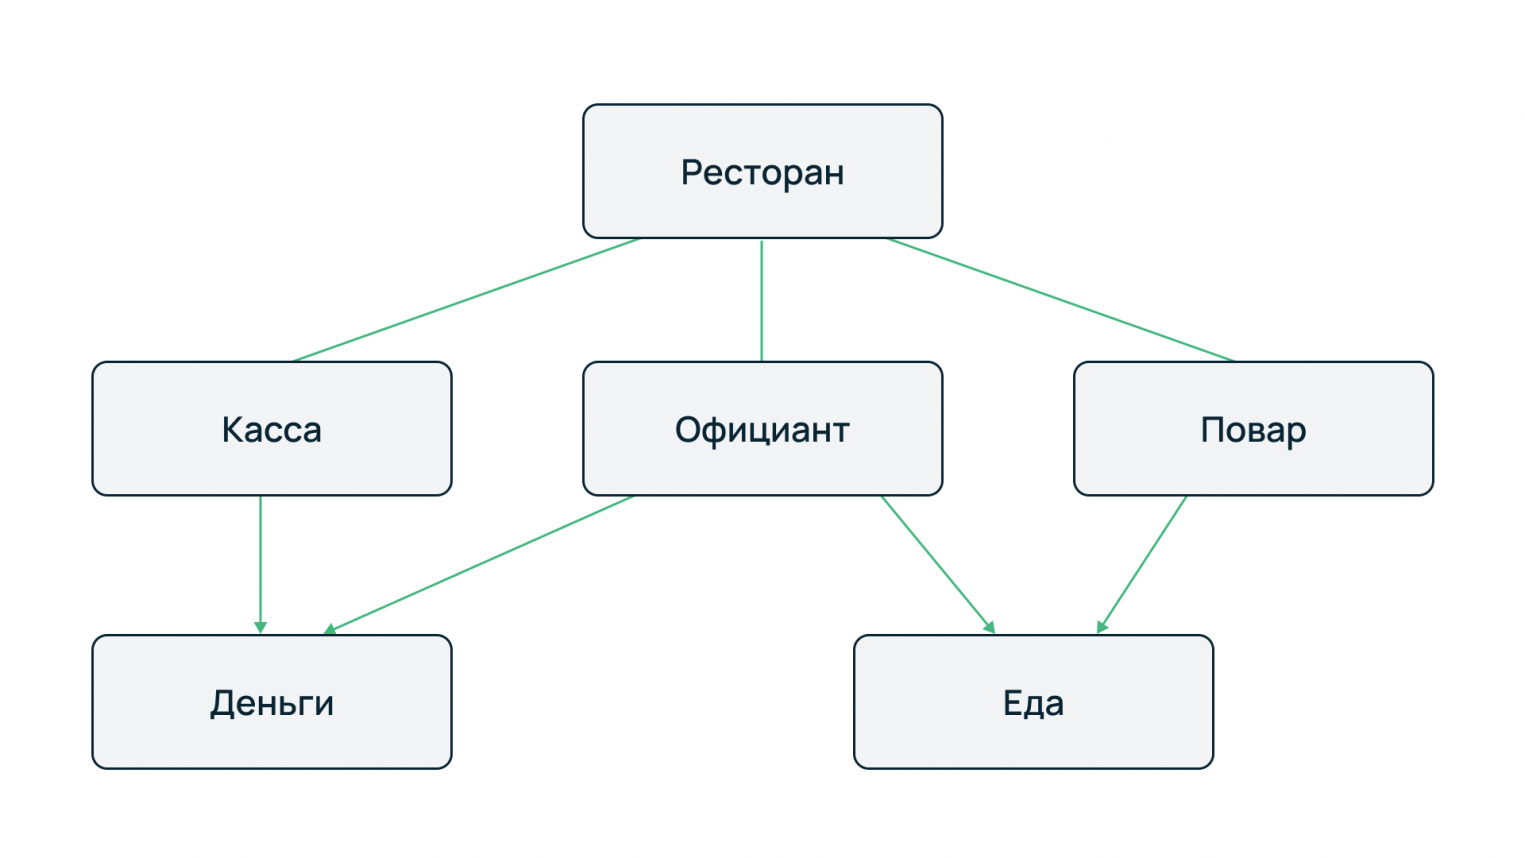 Ресторан
Касса
Официант
Повар
Деньги
Еда